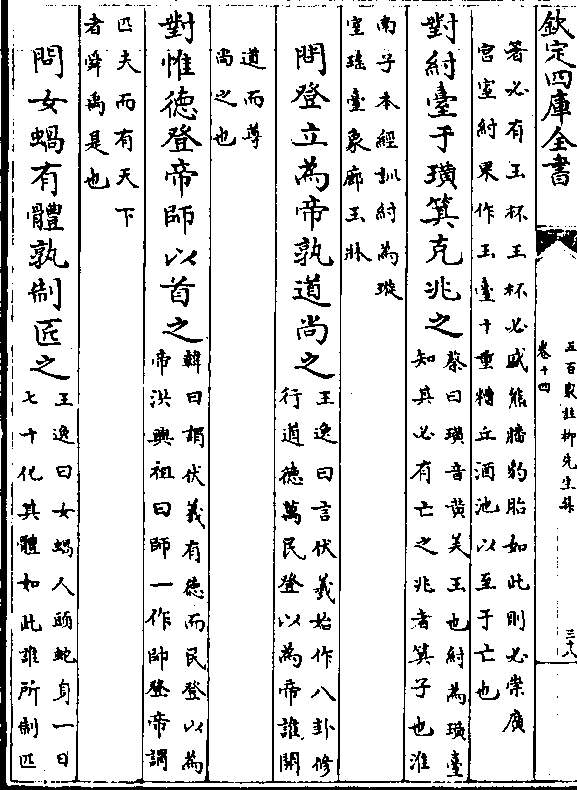 欽定四庫全書
五百家註柳先生集
卷十四
三十八
著必有玉杯玉杯必盛熊蹯豹胎如此則必崇廣
宮室紂果作玉臺十重糟丘酒池以至于亡也
對紂臺于璜箕克兆之
蔡曰璜音黄美玉也紂為璜臺
知其必有亡之兆者箕子也淮
南子本經訓紂為璇
室瑤臺象廊玉牀
問登立為帝孰道尚之
王逸曰言伏羲始作八卦修
行道德萬民登以為帝誰開
道而尊
尚之也
對惟德登帝師以首之
韓曰謂伏羲有德而民登以為
帝洪興祖曰師一作帥登帝謂
匹夫而有天下
者舜禹是也
問女蝸有體孰制匠之
王逸曰女蝸人頭蛇身一日
七十化其體如此誰所制匠